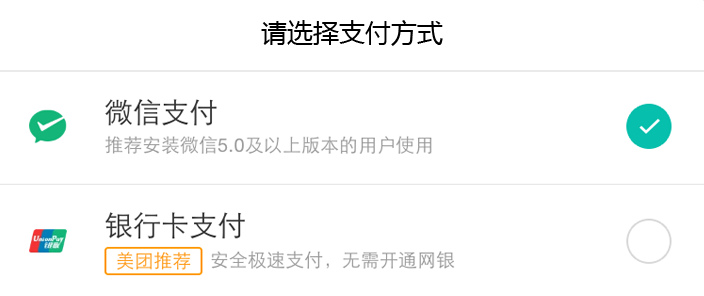 请选择支付方式
微信支付
推荐安装微信5.0及以上版本的用户使用
银行卡支付
UnionPay
银联
美团推荐 安全极速支付，无需开通网银